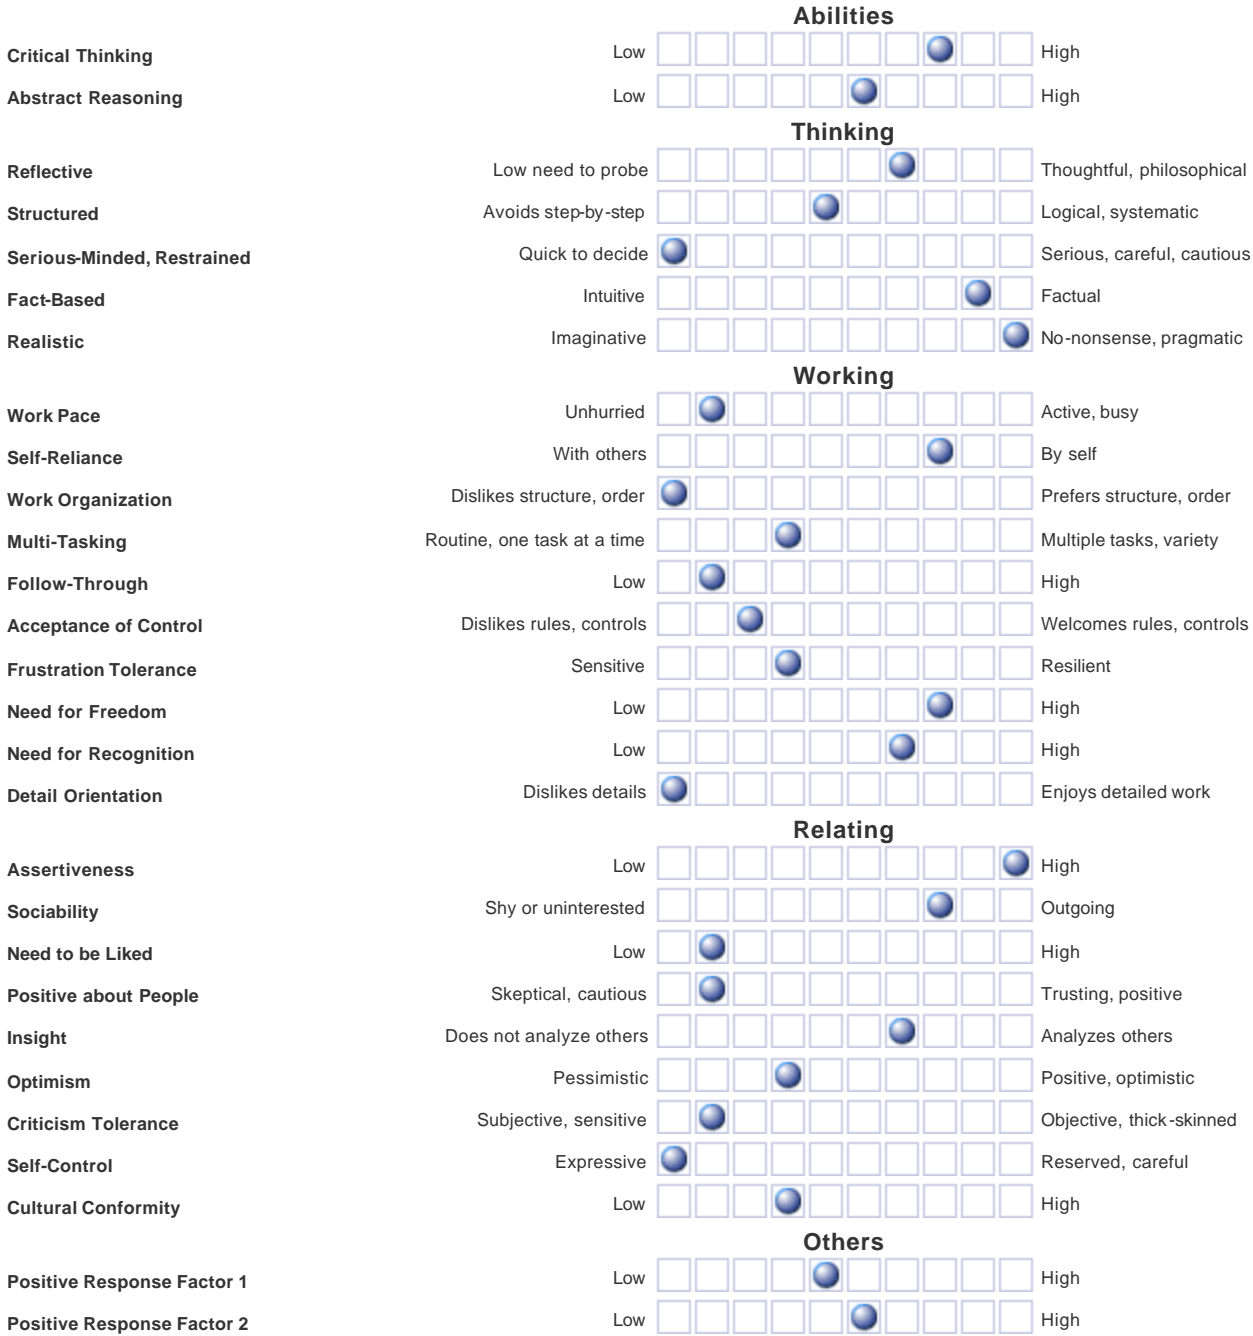 Abilities
Critical Thinking Low High
Abstract Reasoning Low High
Thinking
Reflective Low need to probe Thoughtful, philosophical
Structured Avoids step-by-step Logical, systematic
Serious-Minded, Restrained Quick to decide Serious, careful, cautious
Fact-Based Intuitive Factual
Realistic Imaginative No-nonsense, pragmatic
Working
Work Pace Unhurried Active, busy
Self-Reliance With others By self
Work Organization Dislikes structure, order Prefers structure, order
Multi-Tasking Routine, one task at a time Multiple tasks, variety
Follow-Through Low High
Acceptance of Control Dislikes rules, controls Welcomes rules, controls
Frustration Tolerance Sensitive Resilient
Need for Freedom Low High
Need for Recognition Low High
Detail Orientation Dislikes details Enjoys detailed work
Relating
Assertiveness Low High
Sociability Shy or uninterested Outgoing
Need to be Liked Low High
Positive about People Skeptical, cautious Trusting, positive
Insight Does not analyze others Analyzes others
Optimism Pessimistic Positive, optimistic
Criticism Tolerance Subjective, sensitive Objective, thick-skinned
Self-Control Expressive Reserved, careful
Cultural Conformity Low High
Others
Positive Response Factor 1 Low High
Positive Response Factor 2 Low High